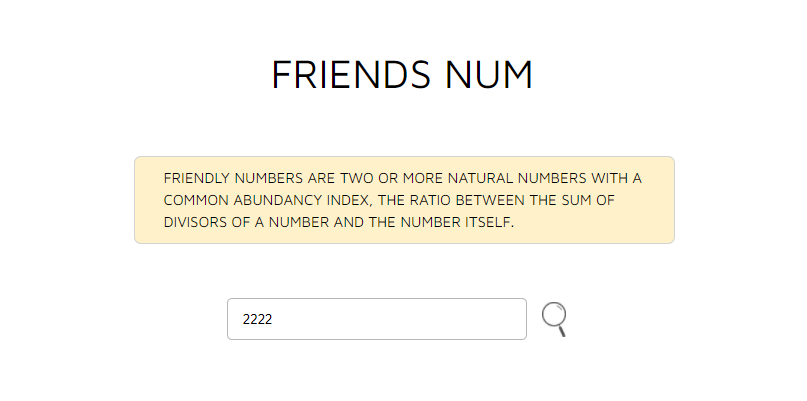 FRIENDS NUM
FRIENDLY NUMBERS ARE TWO OR MORE NATURAL NUMBERS WITH A
COMMON ABUNDANCY INDEX, THE RATIO BETWEEN THE SUM OF
DIVISORS OF A NUMBER AND THE NUMBER ITSELF.
2222